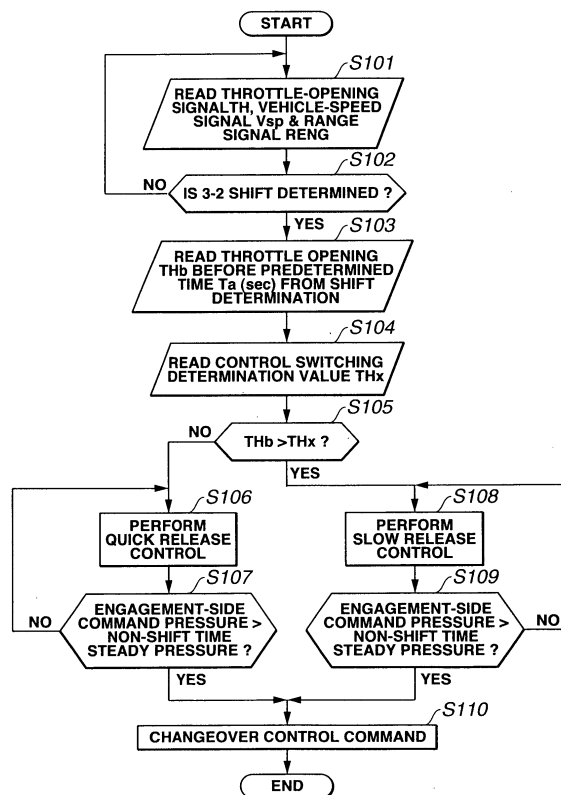 START
S101
READ THROTTLE-OPENING
SIGNALTH, VEHICLE-SPEED
SIGNAL Vsp & RANGE
SIGNAL RENG
S102
NO
IS 3-2 SHIFT DETERMINED ?
YES
S103
READ THROTTLE OPENING
THb BEFORE PREDETERMINED
TIME Ta (sec) FROM SHIFT
DETERMINATION
S104
READ CONTROL SWITCHING
DETERMINATION VALUE THx
S105
NO
THb >THx ?
YES
S106
PERFORM
QUICK RELEASE
CONTROL
S107
NO
ENGAGEMENT-SIDE
COMMAND PRESSURE >
NON-SHIFT TIME
STEADY PRESSURE ?
YES
S108
PERFORM
SLOW RELEASE
CONTROL
S109
ENGAGEMENT-SIDE
COMMAND PRESSURE >
NON-SHIFT TIME
STEADY PRESSURE ?
NO
YES
S110
CHANGEOVER CONTROL COMMAND
END